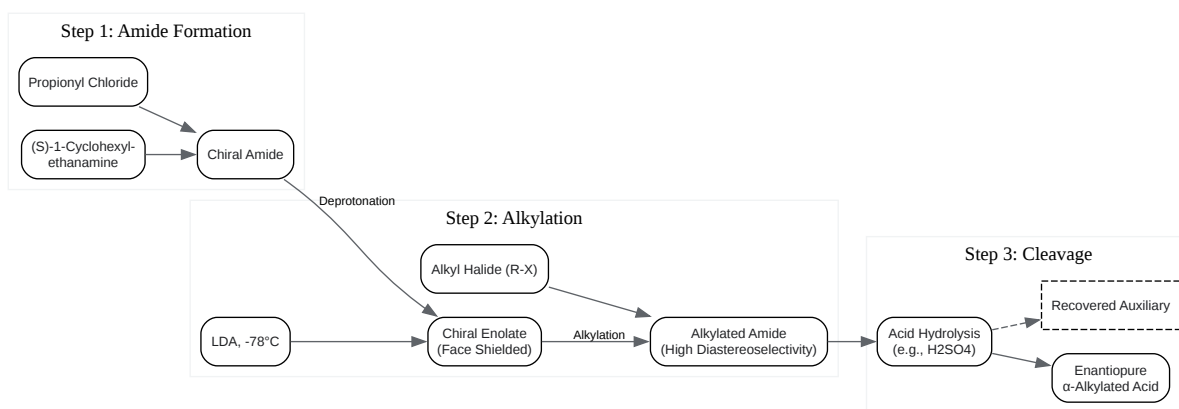 Step 1: Amide Formation
Propionyl Chloride
(S)-1-Cyclohexyl-
ethanamine
Chiral Amide
Deprotonation
Step 2: Alkylation
Alkyl Halide (R-X)
LDA, -78°C
Chiral Enolate
(Face Shielded)
Alkylation
Alkylated Amide
(High Diastereoselectivity)
Step 3: Cleavage
Recovered Auxiliary
Acid Hydrolysis
(e.g., H2SO4)
Enantiopure
α-Alkylated Acid